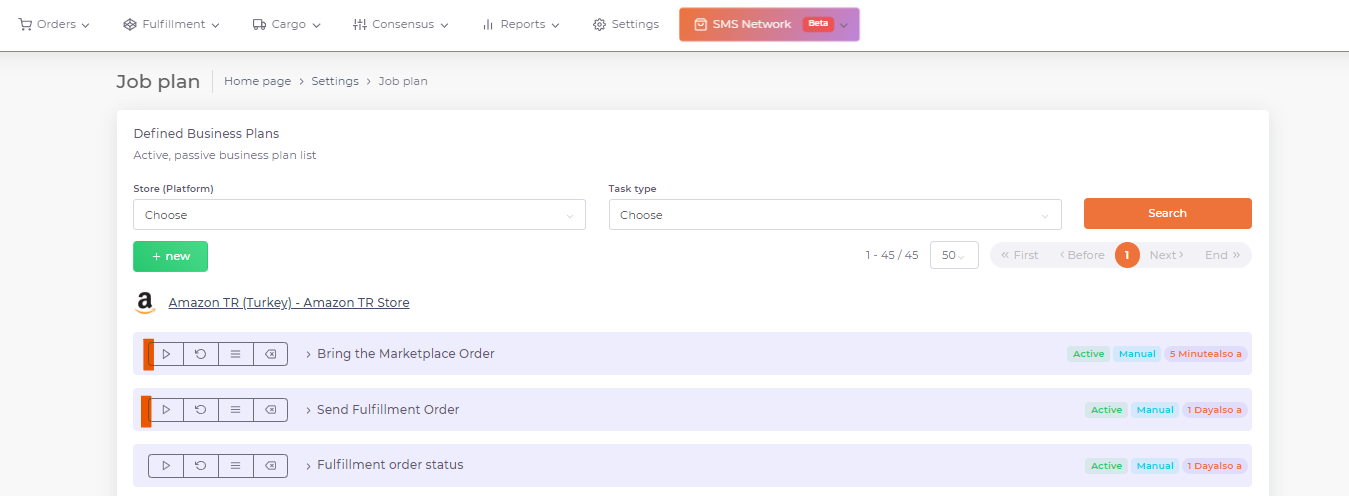 Orders Fulfillment Cargo Consensus Reports Settings SMS Network Beta
Job plan Home page > Settings > Job plan
Defined Business Plans
Active, passive business plan list
Store (Platform) Task type
Choose Choose Search
+ new 1 - 45 / 45 50 « First ‹ Before 1 Next › End »
a Amazon TR (Turkey) - Amazon TR Store
› Bring the Marketplace Order Active Manual 5 Minutealso a
› Send Fulfillment Order Active Manual 1 Dayalso a
› Fulfillment order status Active Manual 1 Dayalso a